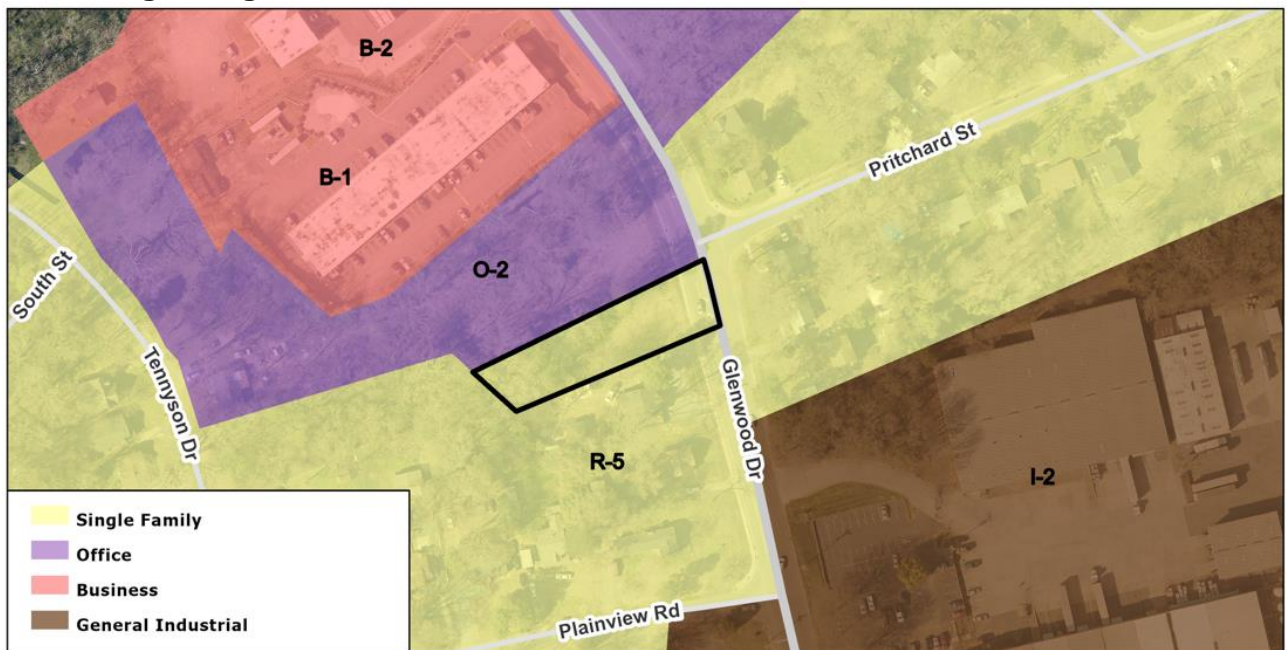 B-2
B-1
Pritchard St
O-2
South St
Tennyson Dr
Glenwood Dr
R-5
I-2
Plainview Rd
Single Family
Office
Business
General Industrial